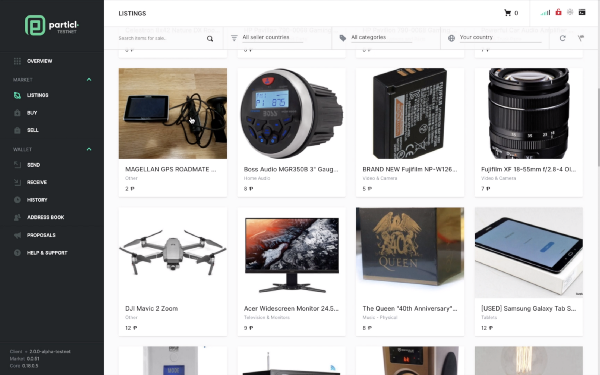 particl·
TESTNET
OVERVIEW
MARKET
LISTINGS
BUY
SELL
WALLET
SEND
RECEIVE
HISTORY
ADDRESS BOOK
PROPOSALS
HELP & SUPPORT
Client v 2.0.0-alpha-testnet
Market 0.0.51
Core 0.18.0.5
LISTINGS
0
Search items for sale..
All seller countries
All categories
Your country
MAGELLAN GPS ROADMATE ...
Other
2
Boss Audio MGR350B 3" Gaug...
Home Audio
8
BRAND NEW Fujifilm NP-W126...
Video & Camera
5
Fujifilm XF 18-55mm f/2.8-4 OI...
Video & Camera
7
DJI Mavic 2 Zoom
Other
12
Acer Widescreen Monitor 24.5...
Television & Monitors
9
QUEEN
The Queen "40th Anniversary"...
Music - Physical
8
[USED] Samsung Galaxy Tab S...
Tablets
12